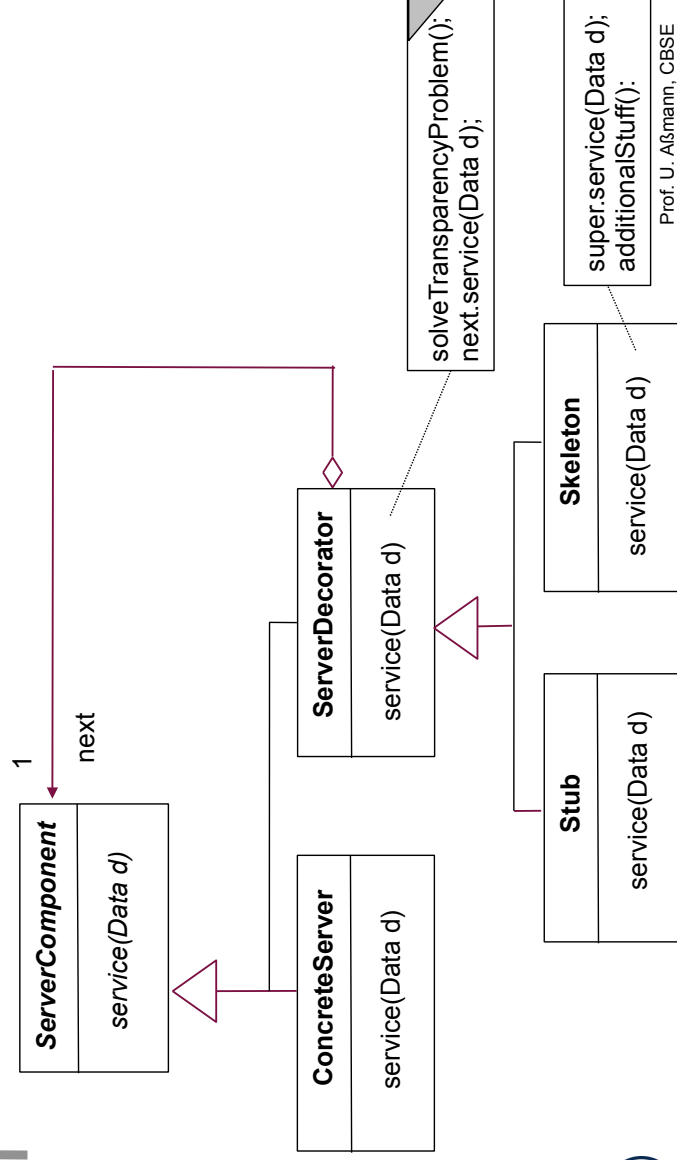 ServerComponent
service(Data d)
1
next
ConcreteServer
service(Data d)
ServerDecorator
service(Data d)
solveTransparencyProblem();
next.service(Data d);
Stub
service(Data d)
Skeleton
service(Data d)
super.service(Data d);
additionalStuff():
Prof. U. Aßmann, CBSE